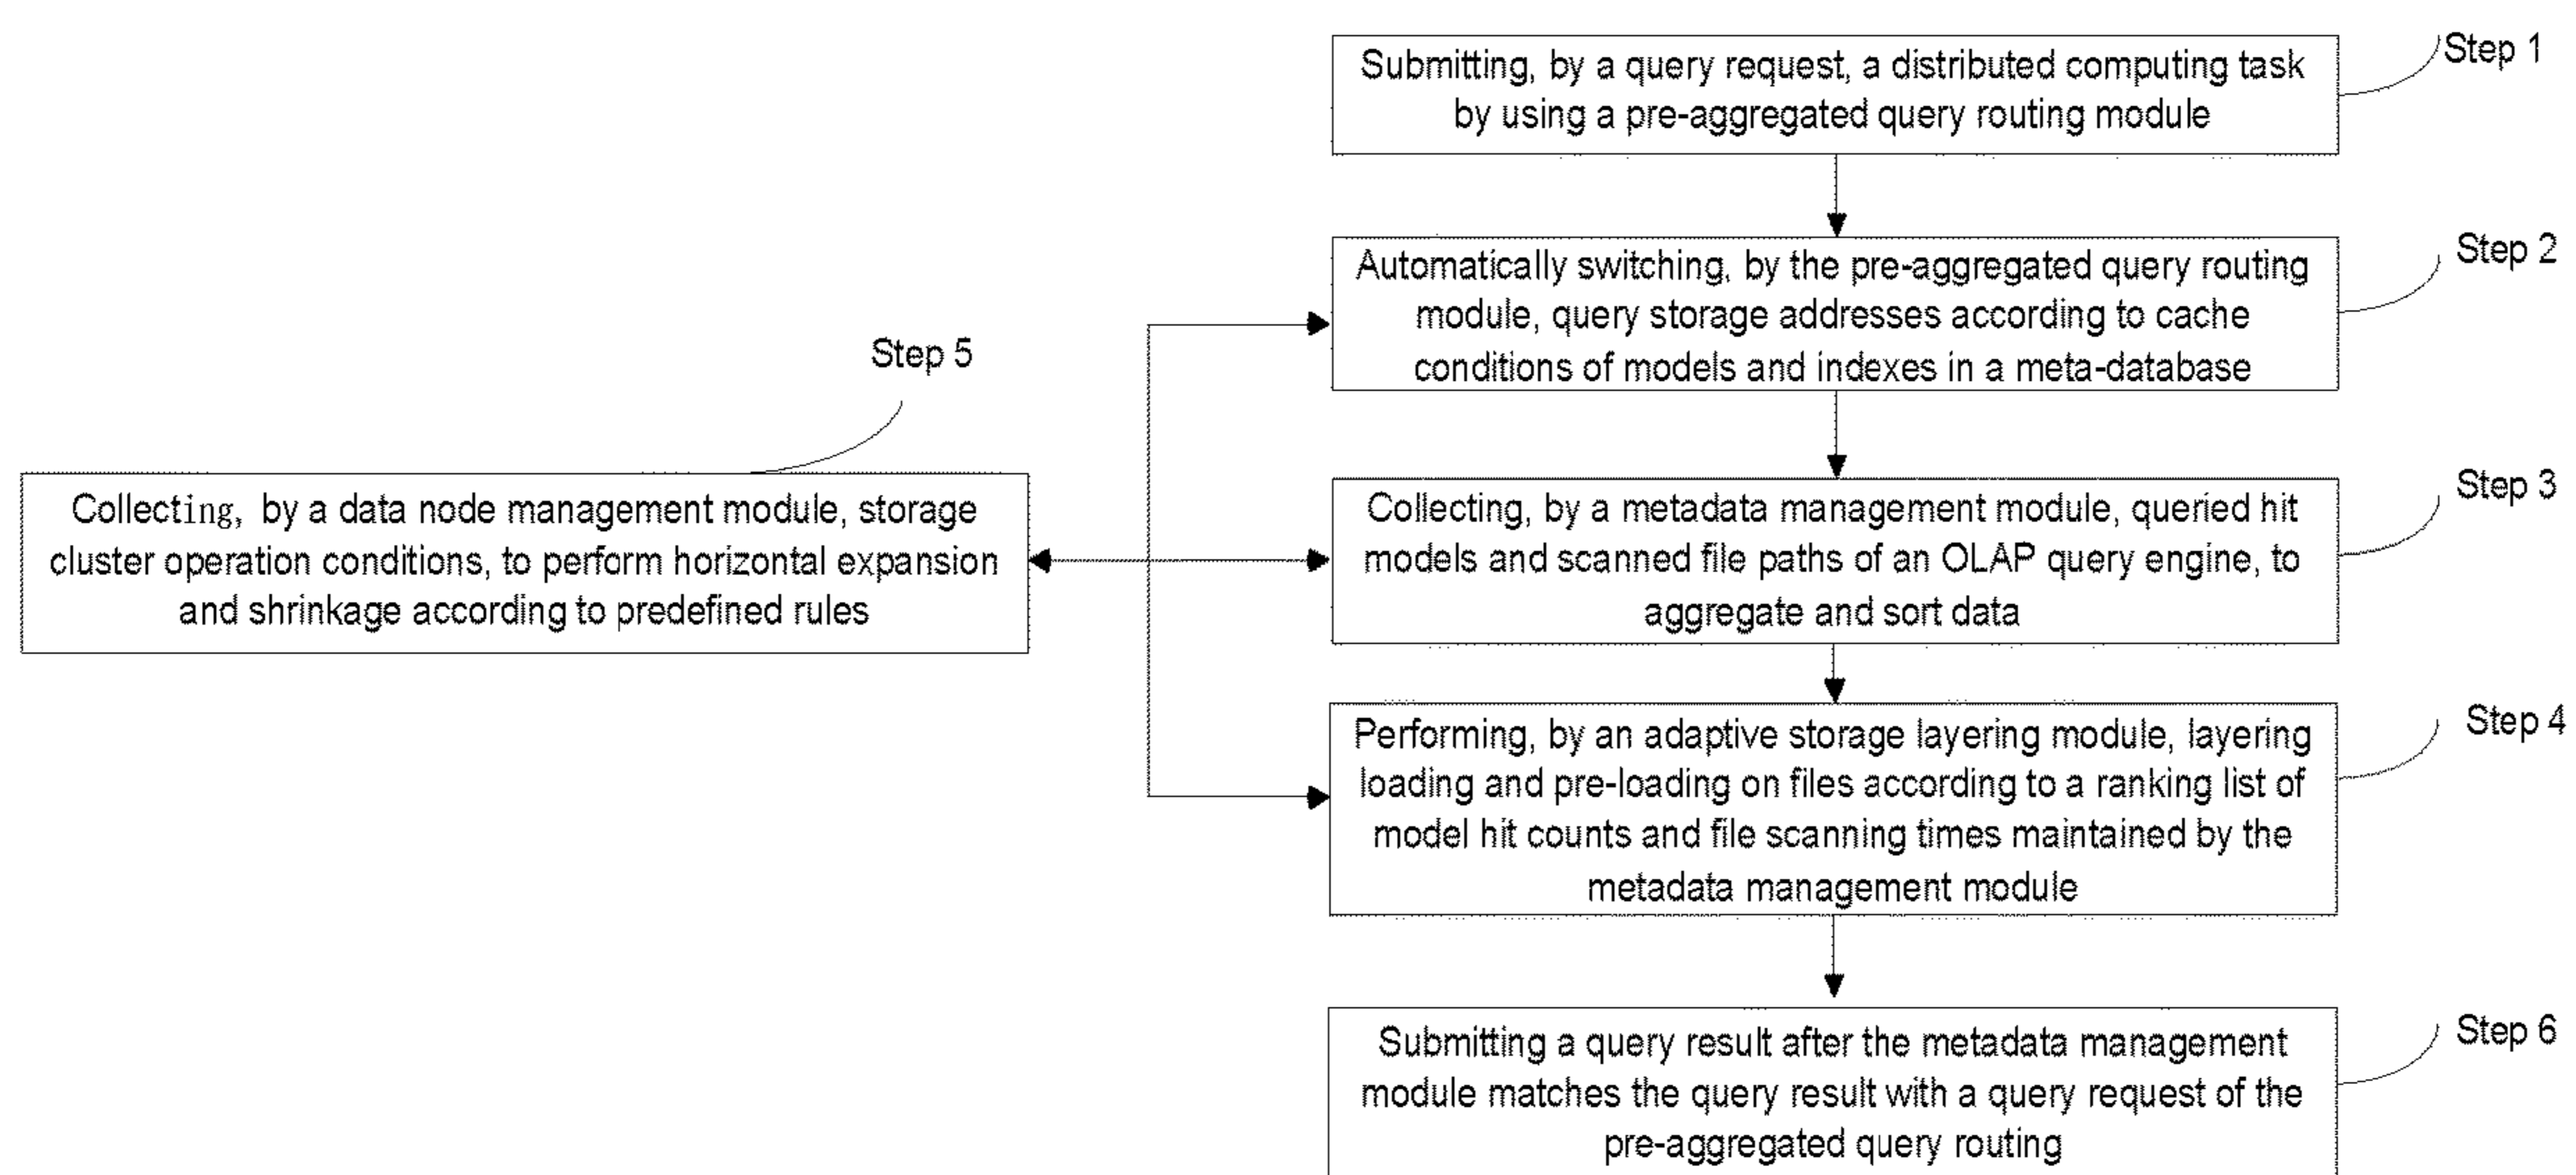 Submitting, by a query request, a distributed computing task
by using a pre-aggregated query routing module
Step 1
Automatically switching, by the pre-aggregated query routing
module, query storage addresses according to cache
conditions of models and indexes in a meta-database
Step 2
Step 5
Collecting, by a data node management module, storage
cluster operation conditions, to perform horizontal expansion
and shrinkage according to predefined rules
Collecting, by a metadata management module, queried hit
models and scanned file paths of an OLAP query engine, to
aggregate and sort data
Step 3
Performing, by an adaptive storage layering module, layering
loading and pre-loading on files according to a ranking list of
model hit counts and file scanning times maintained by the
metadata management module
Step 4
Submitting a query result after the metadata management
module matches the query result with a query request of the
pre-aggregated query routing
Step 6